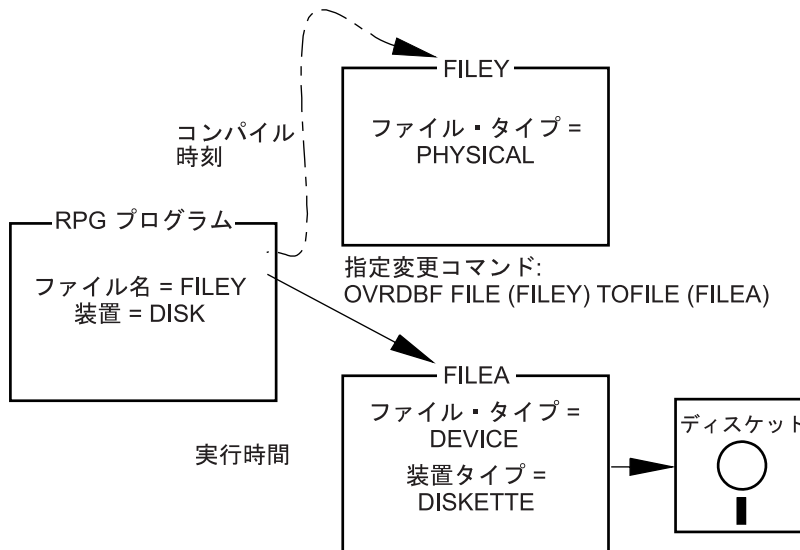 FILEY
ファイル・タイプ =
PHYSICAL
コンパイル
時刻
RPG プログラム
ファイル名 = FILEY
装置 = DISK
指定変更コマンド:
OVRDBF FILE (FILEY) TOFILE (FILEA)
FILEA
ファイル・タイプ =
DEVICE
装置タイプ =
DISKETTE
ディスケット
実行時間